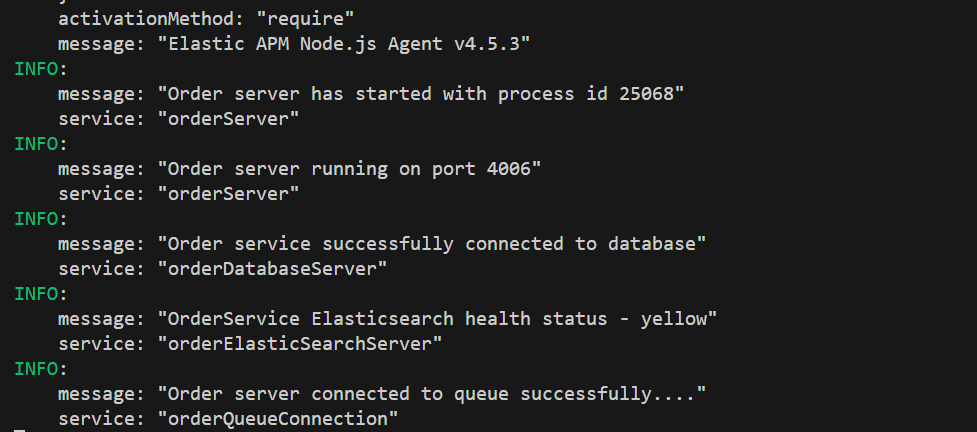 activationMethod: "require"
message: "Elastic APM Node.js Agent v4.5.3"
INFO:
message: "Order server has started with process id 25068"
service: "orderServer"
INFO:
message: "Order server running on port 4006"
service: "orderServer"
INFO:
message: "Order service successfully connected to database"
service: "orderDatabaseServer"
INFO:
message: "OrderService Elasticsearch health status - yellow"
service: "orderElasticSearchServer"
INFO:
message: "Order server connected to queue successfully...."
service: "orderQueueConnection"